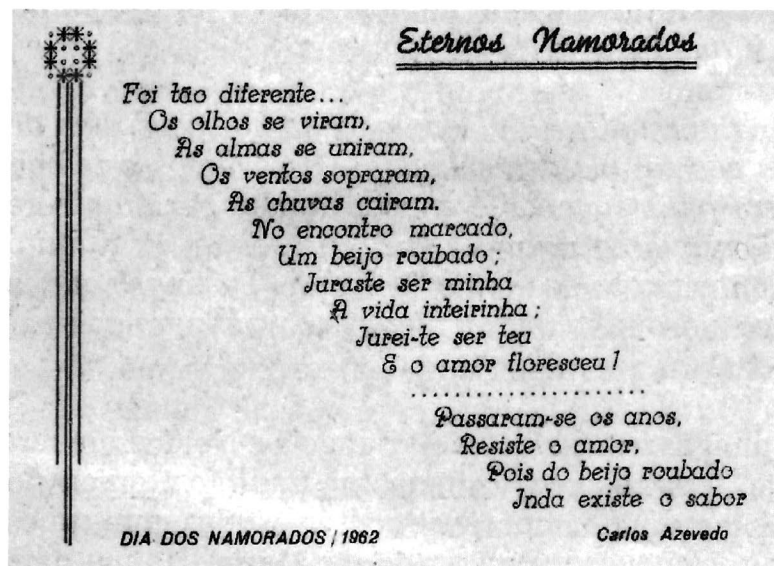 Eternos Namorados
Foi tão diferente...
Os olhos se viram,
As almas se uniram,
Os ventos sopraram,
As chuvas cairam.
No encontro marcado,
Um beijo roubado;
Juraste ser minha
A vida inteirinha;
Jurei-te ser teu
E o amor floresceu!
......................
Passaram-se os anos,
Resiste o amor,
Pois do beijo roubado
Inda existe o sabor
DIA DOS NAMORADOS/1962
Carlos Azevedo